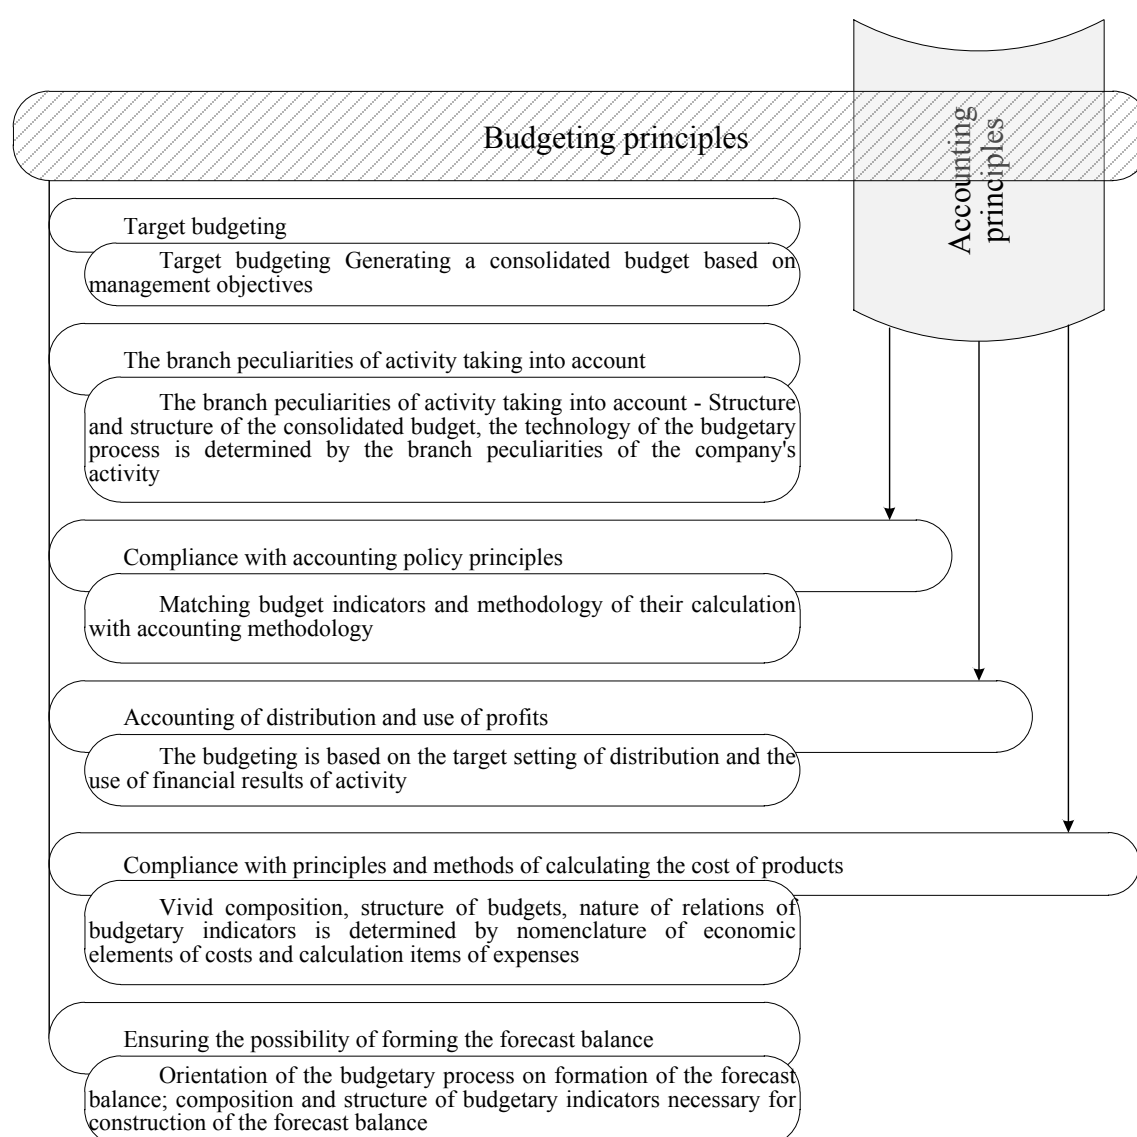 Budgeting principles
Accounting
principles
Target budgeting
Target budgeting Generating a consolidated budget based on
management objectives
The branch peculiarities of activity taking into account
The branch peculiarities of activity taking into account - Structure
and structure of the consolidated budget, the technology of the budgetary
process is determined by the branch peculiarities of the company's
activity
Compliance with accounting policy principles
Matching budget indicators and methodology of their calculation
with accounting methodology
Accounting of distribution and use of profits
The budgeting is based on the target setting of distribution and the
use of financial results of activity
Compliance with principles and methods of calculating the cost of products
Vivid composition, structure of budgets, nature of relations of
budgetary indicators is determined by nomenclature of economic
elements of costs and calculation items of expenses
Ensuring the possibility of forming the forecast balance
Orientation of the budgetary process on formation of the forecast
balance; composition and structure of budgetary indicators necessary for
construction of the forecast balance